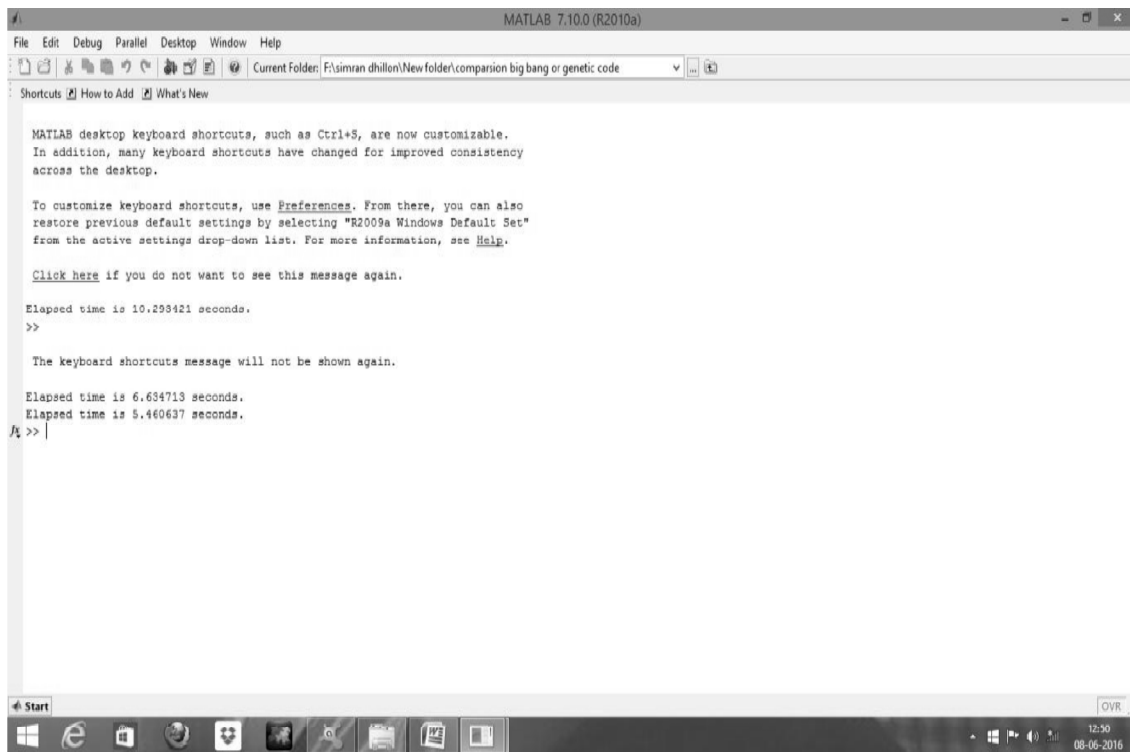 MATLAB 7.10.0 (R2010a)
File Edit Debug Parallel Desktop Window Help
Current Folder: F:\simran dhillon\New folder\comparsion big bang or genetic code
Shortcuts How to Add What's New
MATLAB desktop keyboard shortcuts, such as Ctrl+S, are now customizable.
In addition, many keyboard shortcuts have changed for improved consistency
across the desktop.
To customize keyboard shortcuts, use Preferences. From there, you can also
restore previous default settings by selecting "R2009a Windows Default Set"
from the active settings drop-down list. For more information, see Help.
Click here if you do not want to see this message again.
Elapsed time is 10.293421 seconds.
>>
The keyboard shortcuts message will not be shown again.
Elapsed time is 6.634713 seconds.
Elapsed time is 5.460637 seconds.
fx >>
Start
OVR
12:50
08-06-2016